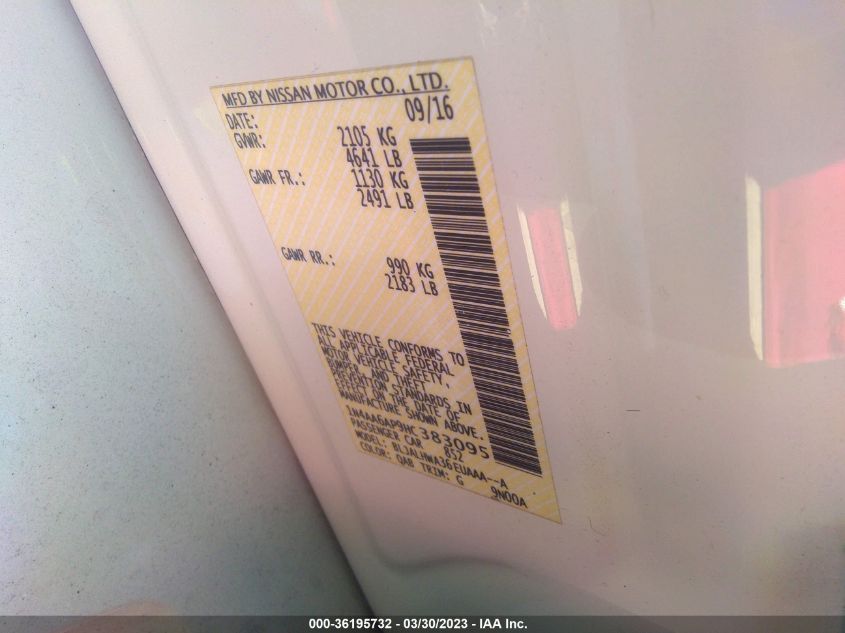 MFD BY NISSAN MOTOR CO., LTD.
DATE: 09/16
GVWR: 2105 KG
4641 LB
GAWR FR.: 1130 KG
2491 LB
GAWR RR.: 990 KG
2183 LB
THIS VEHICLE CONFORMS TO
ALL APPLICABLE FEDERAL
MOTOR VEHICLE SAFETY,
BUMPER, AND THEFT
PREVENTION STANDARDS IN
EFFECT ON THE DATE OF
MANUFACTURE SHOWN ABOVE.
1N4AA6AP9HC383095
PASSENGER CAR 852
MODEL: BLJALHWA36EUAAA--A
COLOR: QAB TRIM: G 9N00A
000-36195732 - 03/30/2023 - IAA Inc.